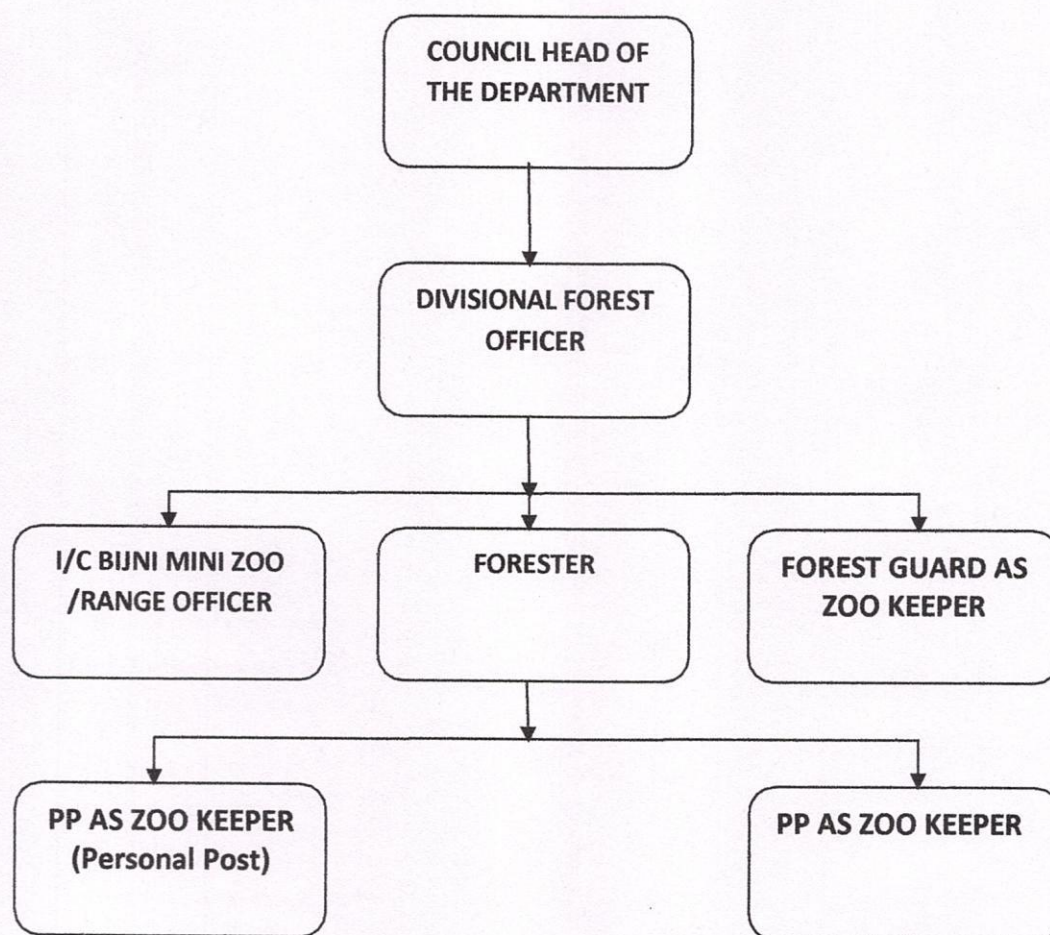 COUNCIL HEAD OF
THE DEPARTMENT
DIVISIONAL FOREST
OFFICER
I/C BIJNI MINI ZOO
/RANGE OFFICER
FORESTER
FOREST GUARD AS
ZOO KEEPER
PP AS ZOO KEEPER
(Personal Post)
PP AS ZOO KEEPER